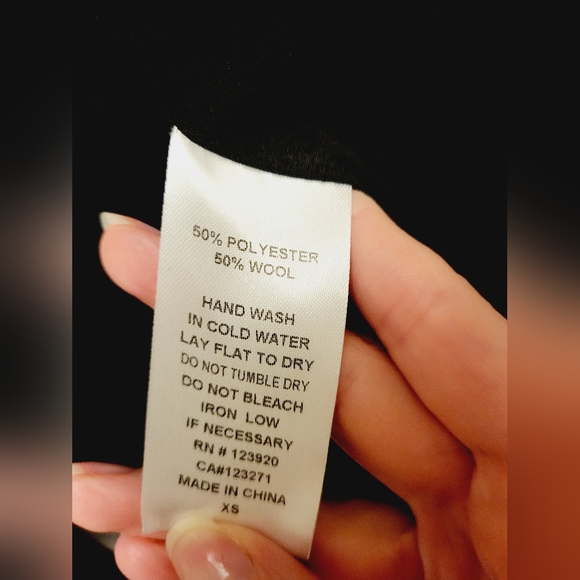 50% POLYESTER
50% WOOL
HAND WASH
IN COLD WATER
LAY FLAT TO DRY
DO NOT TUMBLE DRY
DO NOT BLEACH
IRON LOW
IF NECESSARY
RN # 123920
CA#123271
MADE IN CHINA
XS